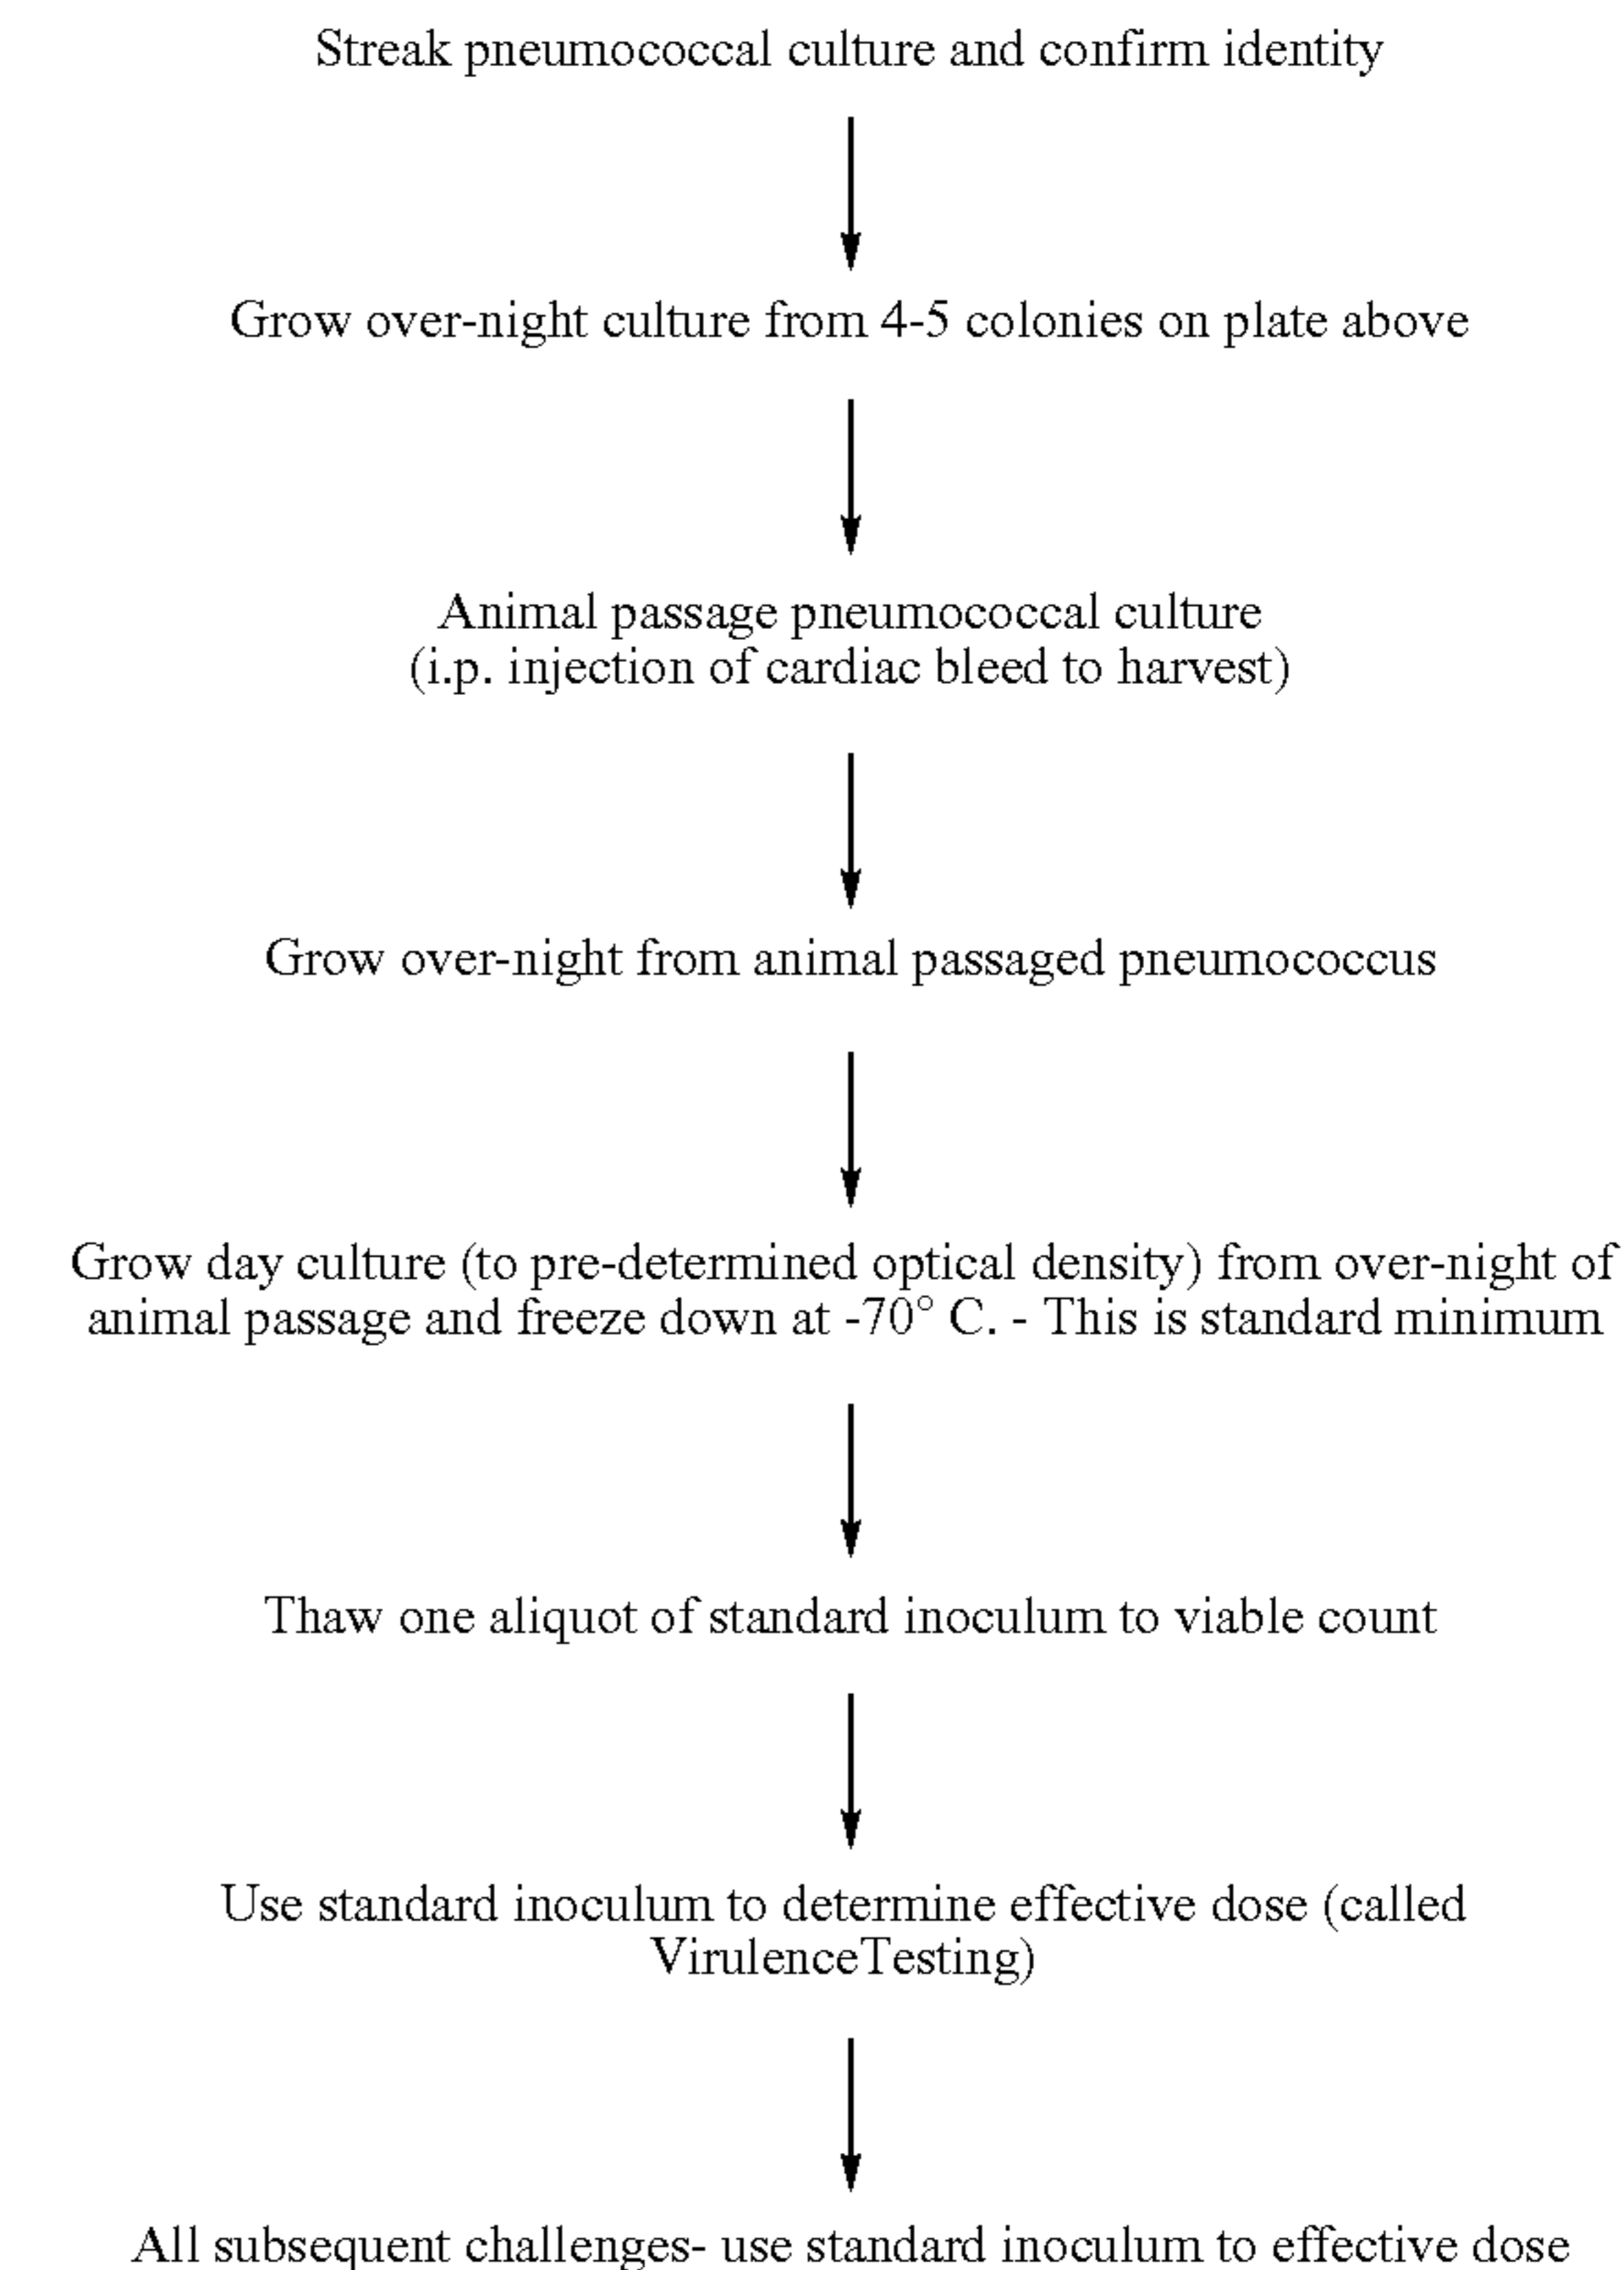 Streak pneumococcal culture and confirm identity
Grow over-night culture from 4-5 colonies on plate above
Animal passage pneumococcal culture
(i.p. injection of cardiac bleed to harvest)
Grow over-night from animal passaged pneumococcus
Grow day culture (to pre-determined optical density) from over-night of
animal passage and freeze down at -70° C. - This is standard minimum
Thaw one aliquot of standard inoculum to viable count
Use standard inoculum to determine effective dose (called
VirulenceTesting)
All subsequent challenges- use standard inoculum to effective dose